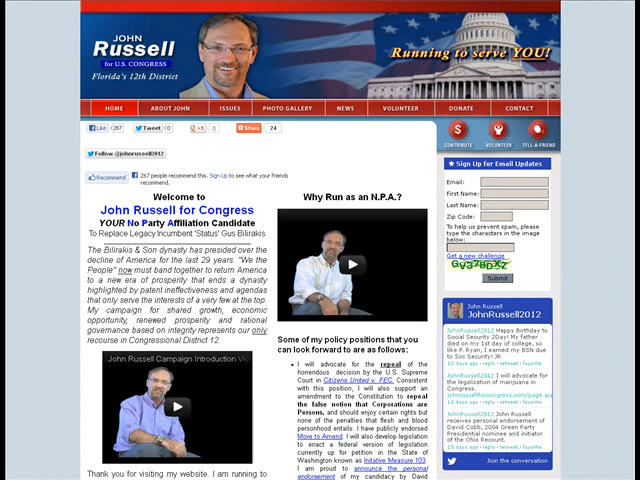 JOHN
Russell
for U.S. CONGRESS
Florida's 12th District
Running to serve YOU!
HOME
ABOUT JOHN
ISSUES
PHOTO GALLERY
NEWS
VOLUNTEER
DONATE
CONTACT
Like 267
Tweet 0
+1 0
Share 24
Follow @johnrussell2012
Recommend
267 people recommend this. Sign Up to see what your friends
recommend.
Welcome to
John Russell for Congress
YOUR No Party Affiliation Candidate
To Replace Legacy Incumbent 'Status' Gus Bilirakis
The Bilirakis & Son dynasty has presided over the
decline of America for the last 29 years. "We the
People" now must band together to return America
to a new era of prosperity that ends a dynasty
highlighted by patent ineffectiveness and agendas
that only serve the interests of a very few at the top.
My campaign for shared growth, economic
opportunity, renewed prosperity and rational
governance based on integrity represents our only
recourse in Congressional District 12.
John Russell Campaign Introduction Vi
Thank you for visiting my website. I am running to
Why Run as an N.P.A.?
Some of my policy positions that you
can look forward to are as follows:
• I will advocate for the repeal of the
horrendous decision by the U.S. Supreme
Court in Citizens United v. FEC. Consistent
with this position, I will also support an
amendment to the Constitution to repeal
the false notion that Corporations are
Persons, and should enjoy certain rights but
none of the penalties that flesh and blood
personhood entails. I have publicly endorsed
Move to Amend. I will also develop legislation
to enact a federal version of legislation
currently up for petition in the State of
Washington known as Initiative Measure 103.
I am proud to announce the personal
endorsement of my campaign by David
CONTRIBUTE
VOLUNTEER
TELL-A-FRIEND
Sign Up for Email Updates
Email:
First Name:
Last Name:
Zip Code:
To help us prevent spam, please
type the characters in the image
below:
Get a new challenge
Submit
John Russell
JohnRussell2012
JohnRussell2012 Happy Birthday to
Social Security 2Day! My father
died on my 1st day of college, so
like P. Ryan, I earned my BSN due
to Soc Security! JR
10 days ago · reply · retweet · favorite
JohnRussell2012 I will advocate for
the legalization of marijuana in
Congress.
johnrussellforcongress.com/page.asp
12 days ago · reply · retweet · favorite
JohnRussell2012 John Russell
receives personal endorsement of
David Cobb, 2004 Green Party
Presidential nominee and initiator
of the Ohio Recount.
15 days ago · reply · retweet · favorite
Join the conversation